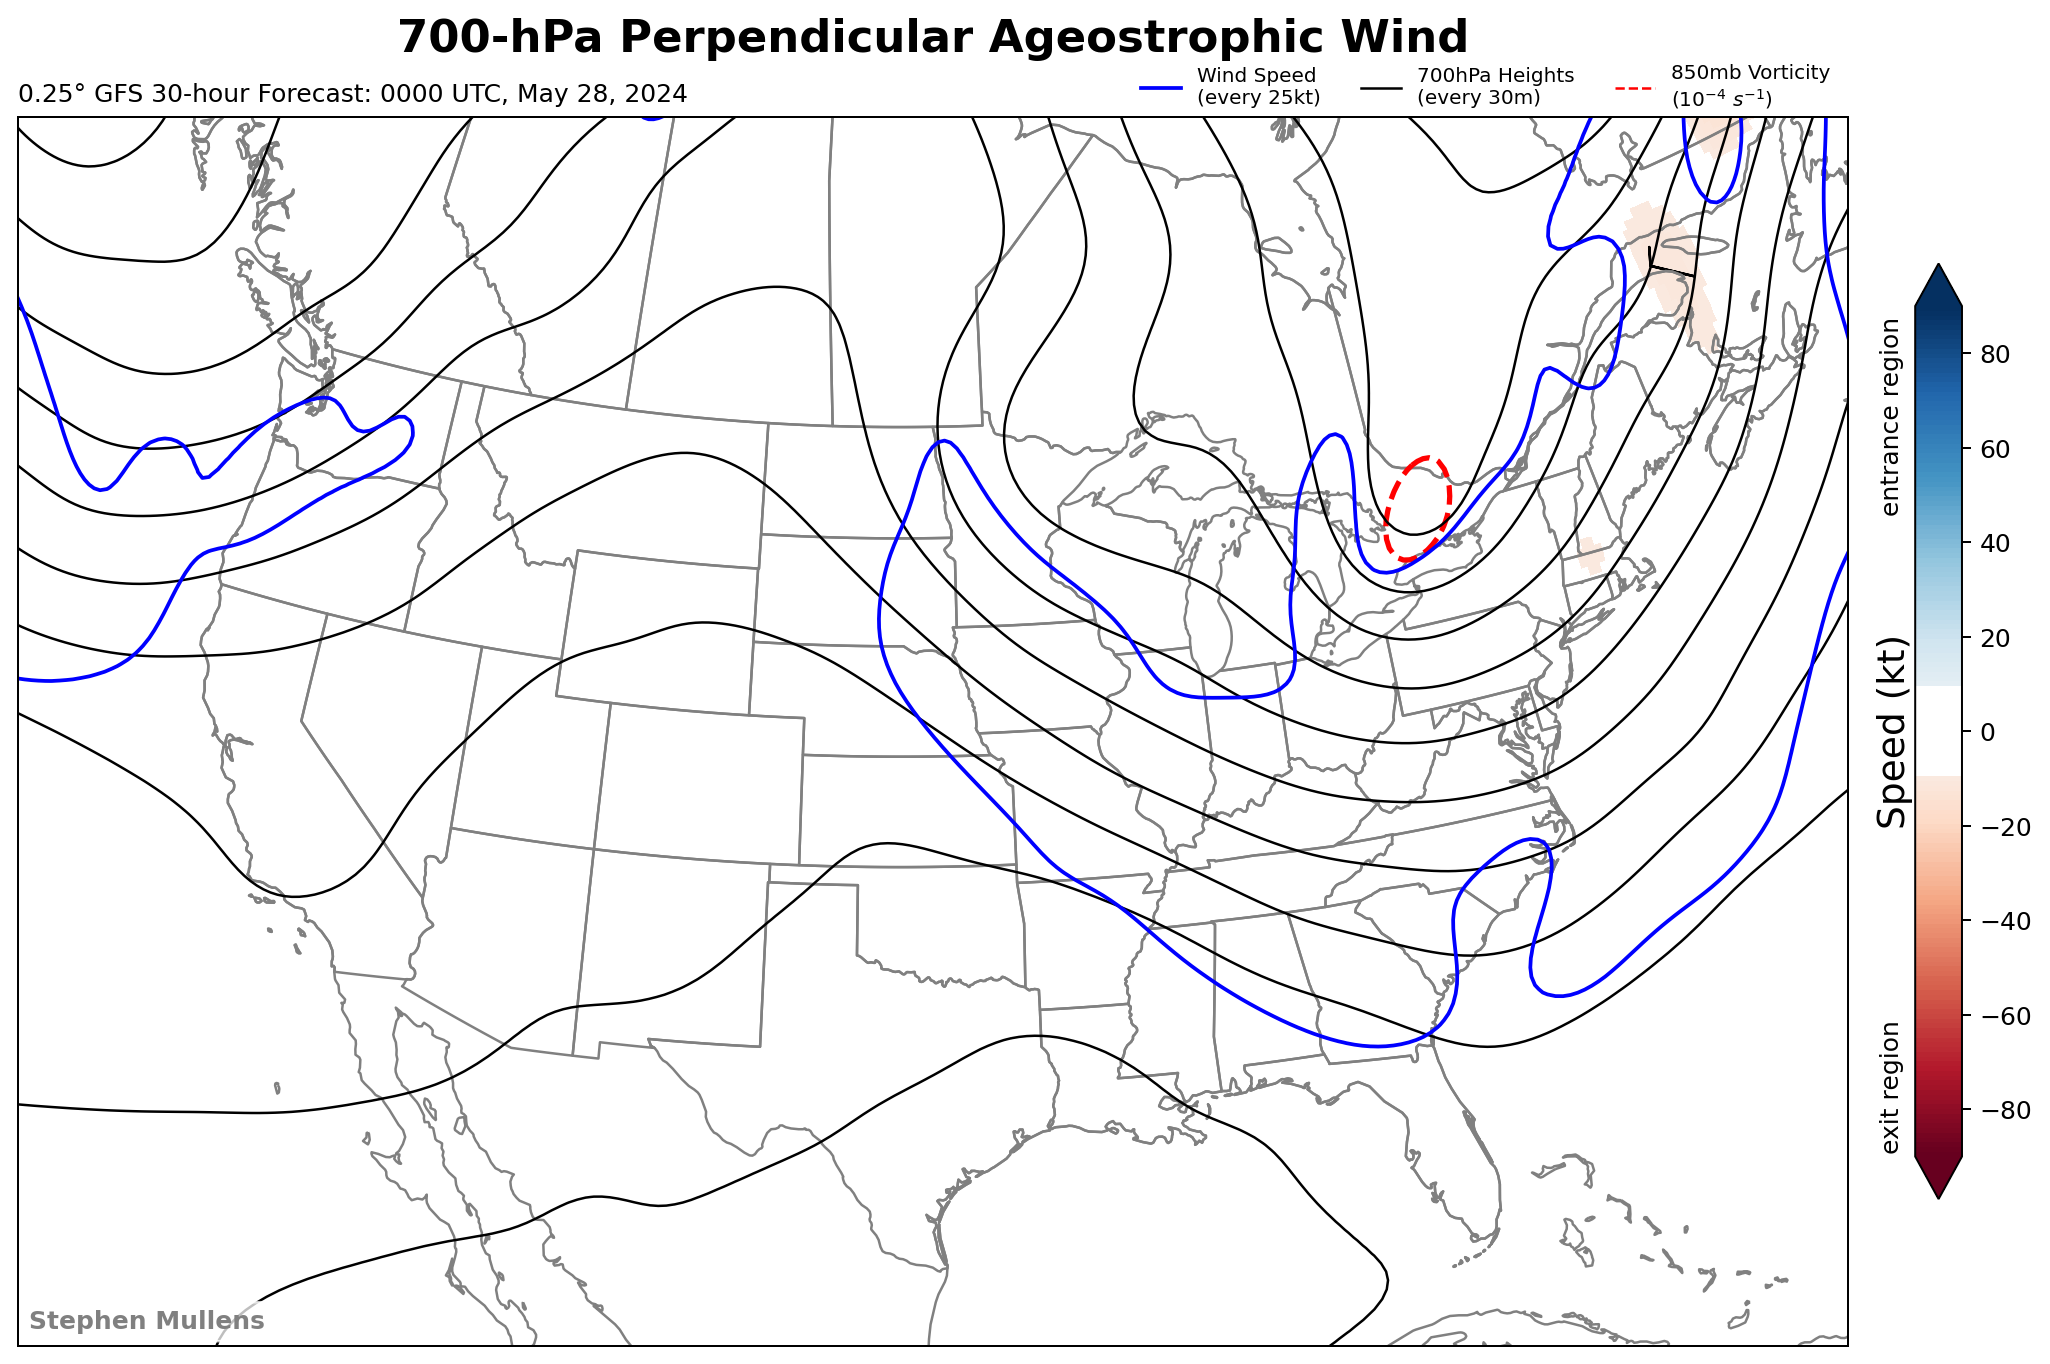 700-hPa Perpendicular Ageostrophic Wind
0.25° GFS 30-hour Forecast: 0000 UTC, May 28, 2024
Wind Speed
(every 25kt)
700hPa Heights
(every 30m)
850mb Vorticity
(10⁻⁴ s⁻¹)
entrance region
Speed (kt)
exit region
80
60
40
20
0
−20
−40
−60
−80
Stephen Mullens